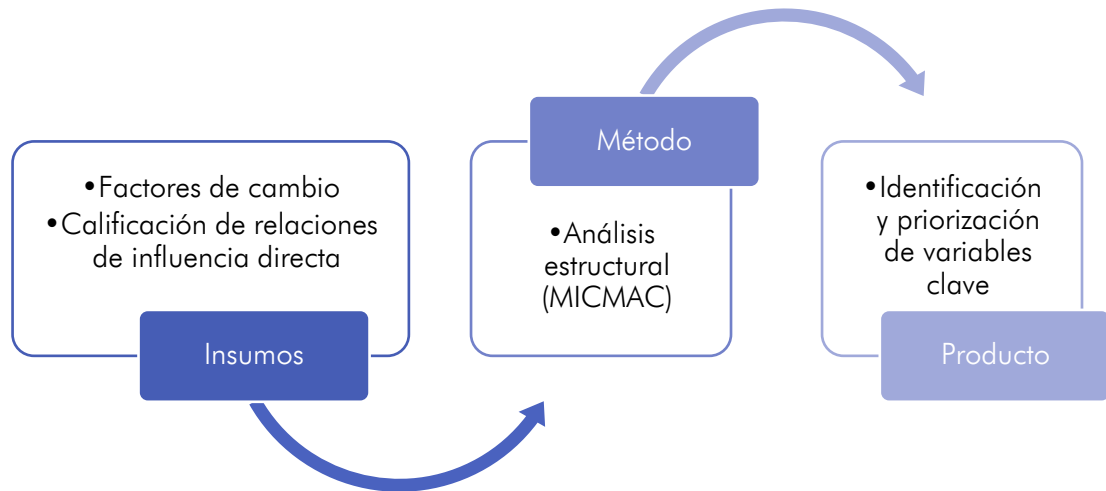 •Factores de cambio
•Calificación de relaciones
de influencia directa
Insumos
Método
•Análisis
estructural
(MICMAC)
•Identificación
y priorización
de variables
clave
Producto